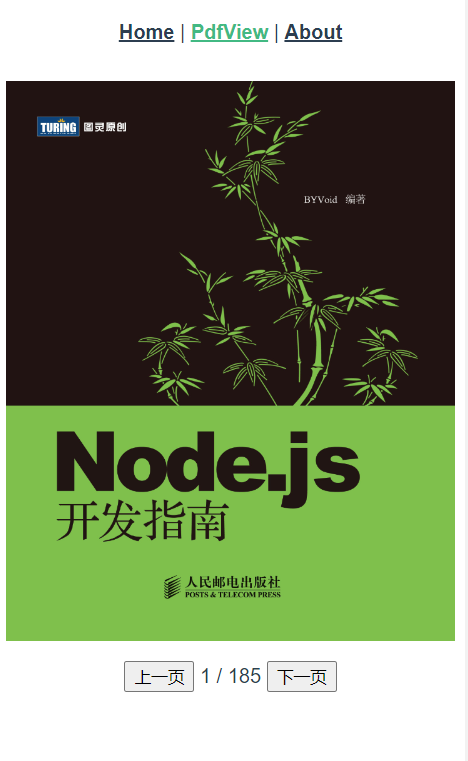 Home | PdfView | About
TURING 图灵原创
BYVoid 编著
Node.js
开发指南
人民邮电出版社
POSTS & TELECOM PRESS
上一页 1 / 185 下一页